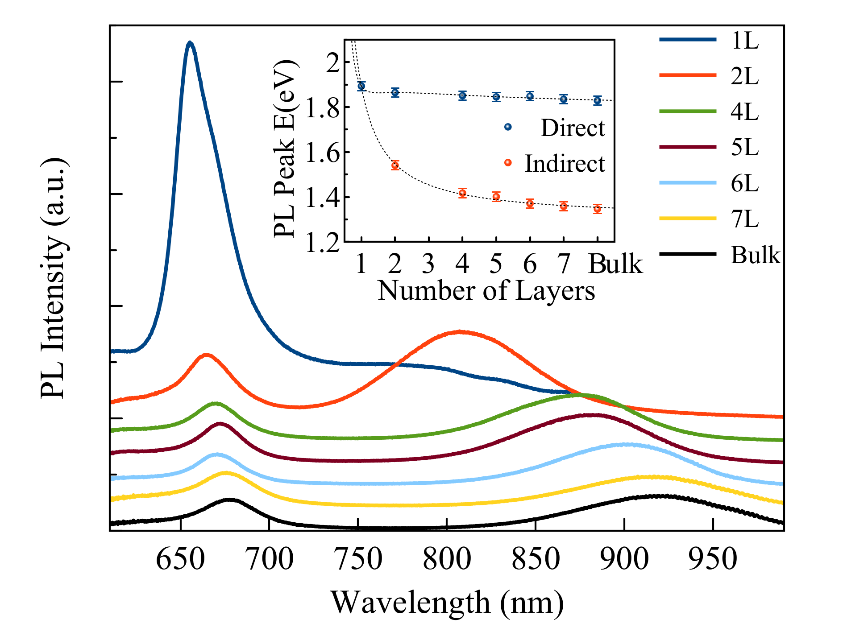 PL Intensity (a.u.)
PL Peak E(eV)
2
1.8
1.6
1.4
1.2
Direct
Indirect
1 2 3 4 5 6 7 Bulk
Number of Layers
1L
2L
4L
5L
6L
7L
Bulk
650 700 750 800 850 900 950
Wavelength (nm)